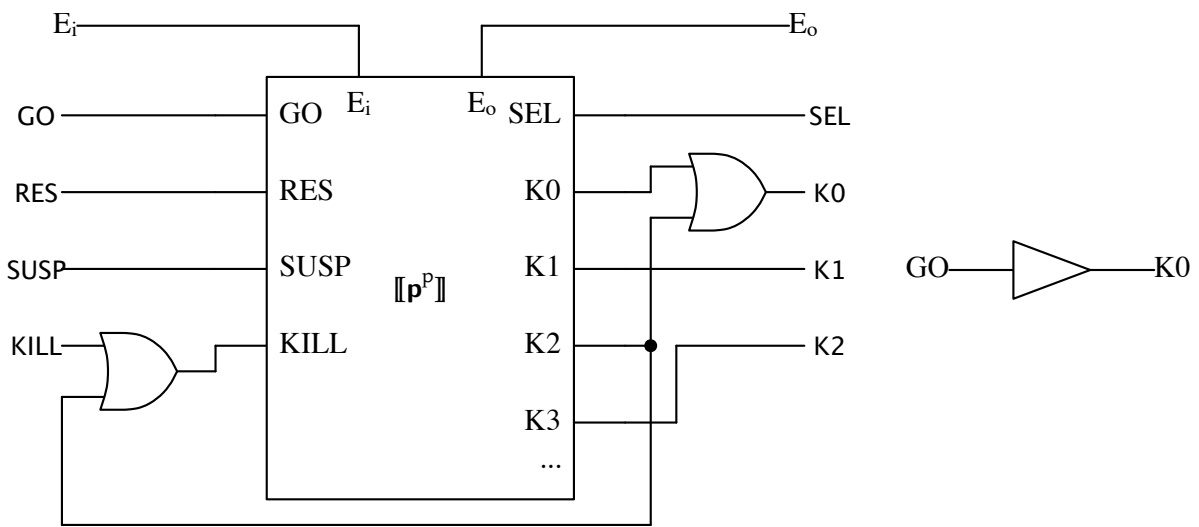 Eᵢ Eₒ
Eᵢ Eₒ
GO GO SEL SEL
RES RES K0 K0
SUSP SUSP K1 K1
⟦pᵖ⟧
GO K0
KILL KILL K2 K2
K3
...